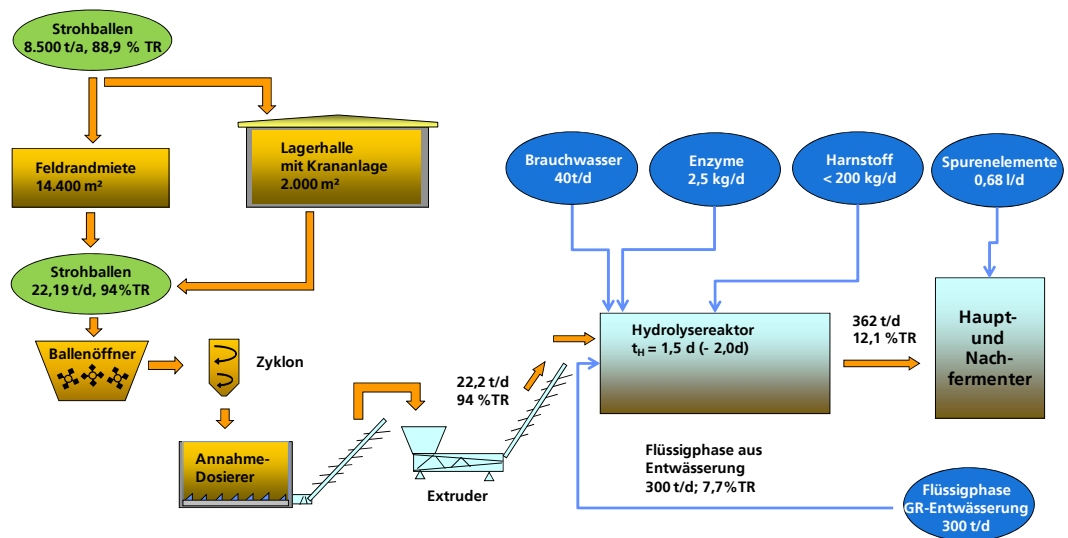 Strohballen
8.500 t/a, 88,9 % TR
Feldrandmiete
14.400 m²
Lagerhalle
mit Krananlage
2.000 m²
Strohballen
22,19 t/d, 94%TR
Ballenöffner
Zyklon
Annahme-
Dosierer
Extruder
22,2 t/d
94 %TR
Brauchwasser
40t/d
Enzyme
2,5 kg/d
Harnstoff
< 200 kg/d
Spurenelemente
0,68 l/d
Hydrolysereaktor
tH = 1,5 d (- 2,0d)
362 t/d
12,1 %TR
Haupt-
und
Nach-
fermenter
Flüssigphase aus
Entwässerung
300 t/d; 7,7%TR
Flüssigphase
GR-Entwässerung
300 t/d